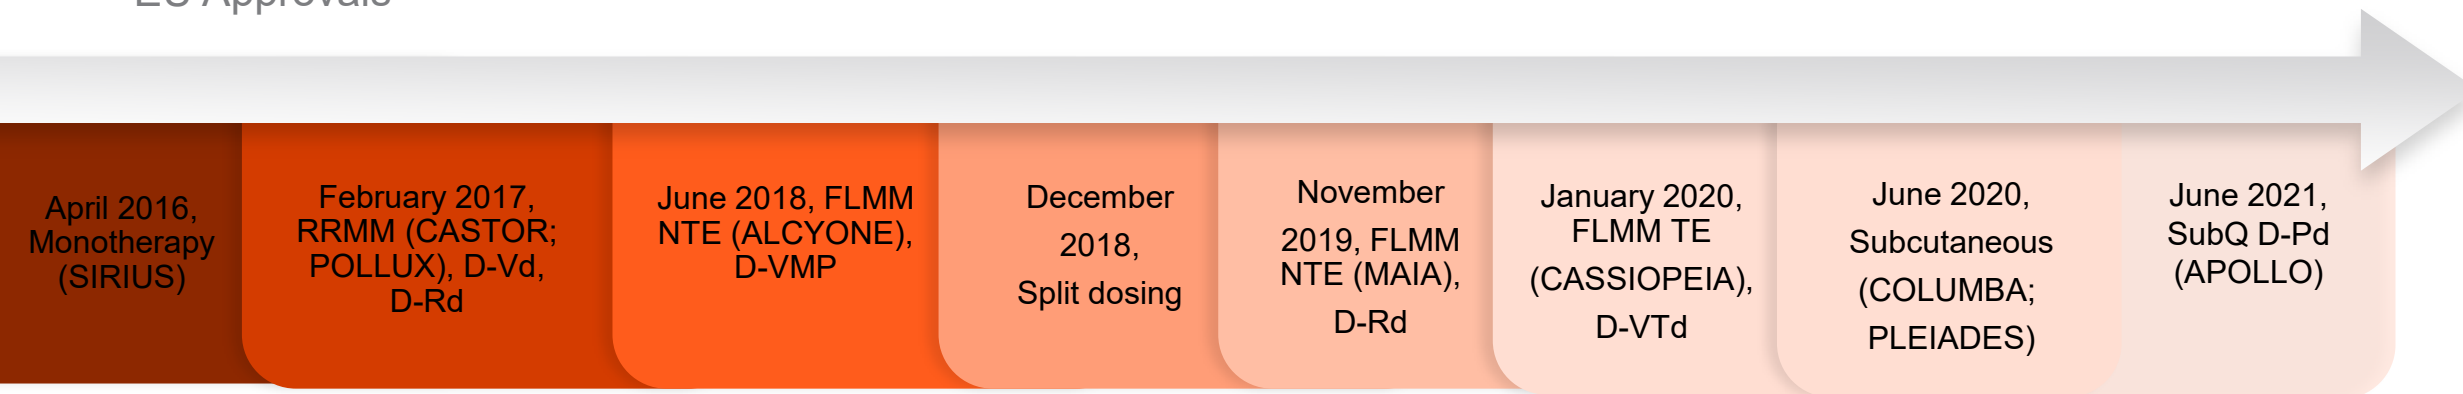 EU Approvals
April 2016,
Monotherapy
(SIRIUS)
February 2017,
RRMM (CASTOR;
POLLUX), D-Vd,
D-Rd
June 2018, FLMM
NTE (ALCYONE),
D-VMP
December
2018,
Split dosing
November
2019, FLMM
NTE (MAIA),
D-Rd
January 2020,
FLMM TE
(CASSIOPEIA),
D-VTd
June 2020,
Subcutaneous
(COLUMBA;
PLEIADES)
June 2021,
SubQ D-Pd
(APOLLO)